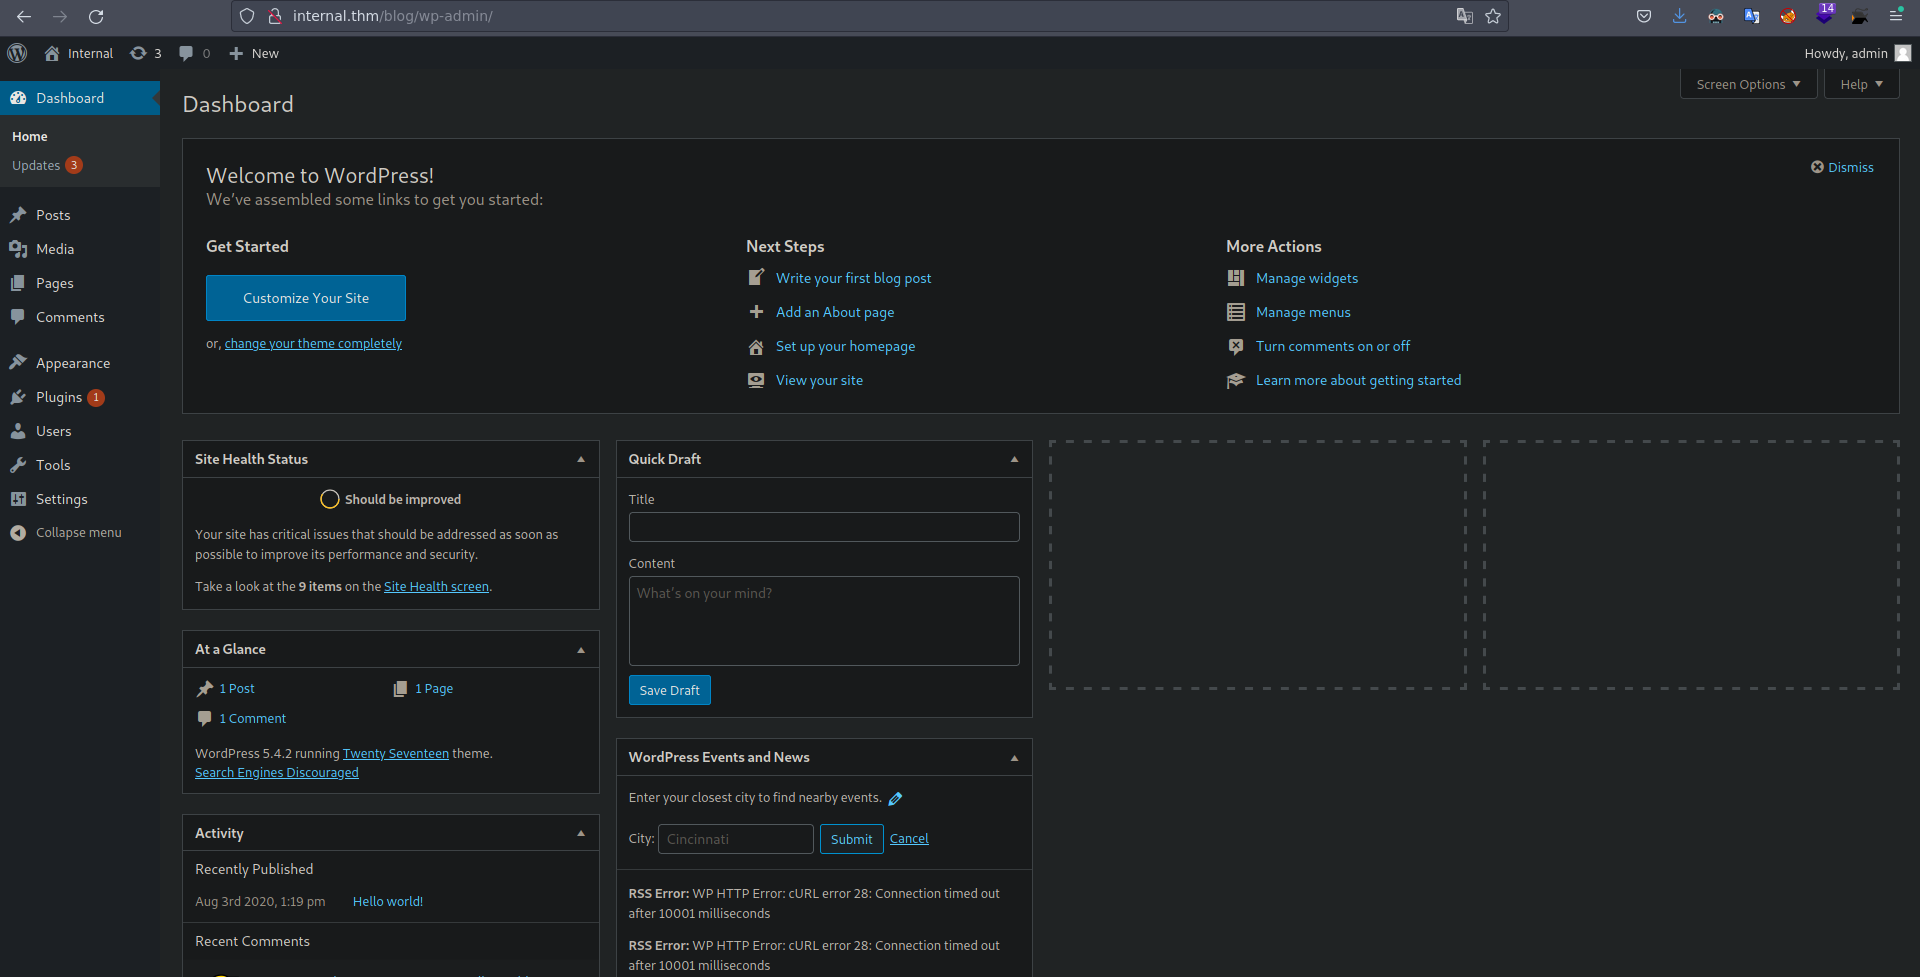 internal.thm/blog/wp-admin/
14
Internal
3
0
New
Howdy, admin
Dashboard
Home
Updates 3
Posts
Media
Pages
Comments
Appearance
Plugins 1
Users
Tools
Settings
Collapse menu
Screen Options
Help
Dashboard
Welcome to WordPress!
Dismiss
We've assembled some links to get you started:
Get Started
Customize Your Site
or, change your theme completely
Next Steps
Write your first blog post
Add an About page
Set up your homepage
View your site
More Actions
Manage widgets
Manage menus
Turn comments on or off
Learn more about getting started
Site Health Status
Should be improved
Your site has critical issues that should be addressed as soon as
possible to improve its performance and security.
Take a look at the 9 items on the Site Health screen.
At a Glance
1 Post
1 Page
1 Comment
WordPress 5.4.2 running Twenty Seventeen theme.
Search Engines Discouraged
Activity
Recently Published
Aug 3rd 2020, 1:19 pm
Hello world!
Recent Comments
Quick Draft
Title
Content
What's on your mind?
Save Draft
WordPress Events and News
Enter your closest city to find nearby events.
City: Cincinnati Submit Cancel
RSS Error: WP HTTP Error: cURL error 28: Connection timed out
after 10001 milliseconds
RSS Error: WP HTTP Error: cURL error 28: Connection timed out
after 10001 milliseconds